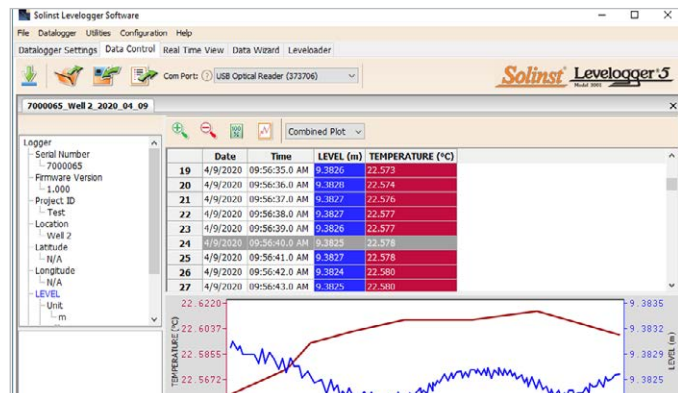 Solinst Levelogger Software
File Datalogger Utilities Configuration Help
Datalogger Settings Data Control Real Time View Data Wizard Leveloader
Com Port: USB Optical Reader (373706)
Solinst Levelogger 5
Model 3001
7000065_Well 2_2020_04_09
Combined Plot
Logger
Serial Number
7000065
Firmware Version
1.000
Project ID
Test
Location
Well 2
Latitude
N/A
Longitude
N/A
LEVEL
Unit
m
Date Time LEVEL (m) TEMPERATURE (°C)
19 4/9/2020 09:56:35.0 AM 9.3826 22.573
20 4/9/2020 09:56:36.0 AM 9.3828 22.574
21 4/9/2020 09:56:37.0 AM 9.3827 22.576
22 4/9/2020 09:56:38.0 AM 9.3827 22.577
23 4/9/2020 09:56:39.0 AM 9.3826 22.577
24 4/9/2020 09:56:40.0 AM 9.3825 22.578
25 4/9/2020 09:56:41.0 AM 9.3827 22.578
26 4/9/2020 09:56:42.0 AM 9.3824 22.580
27 4/9/2020 09:56:43.0 AM 9.3825 22.580
TEMPERATURE (°C)
22.6220
22.6037
22.5855
22.5672
9.3835
9.3832
9.3829
9.3825
LEVEL (m)